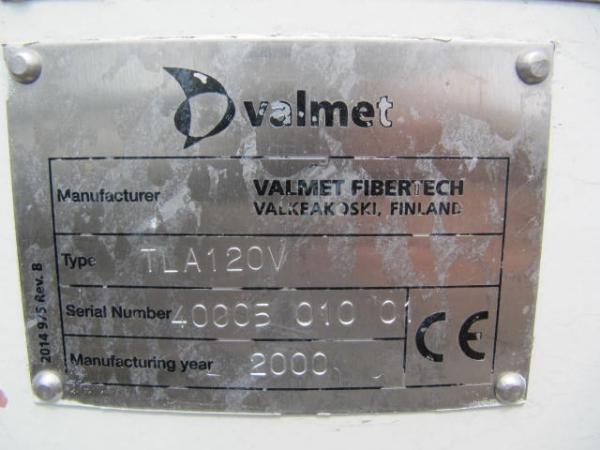 valmet
Manufacturer VALMET FIBERTECH
VALKEAKOSKI, FINLAND
Type TLA120V
Serial Number 40005 010 01
Manufacturing year 2000
CE
2014 9/5 Rev. B